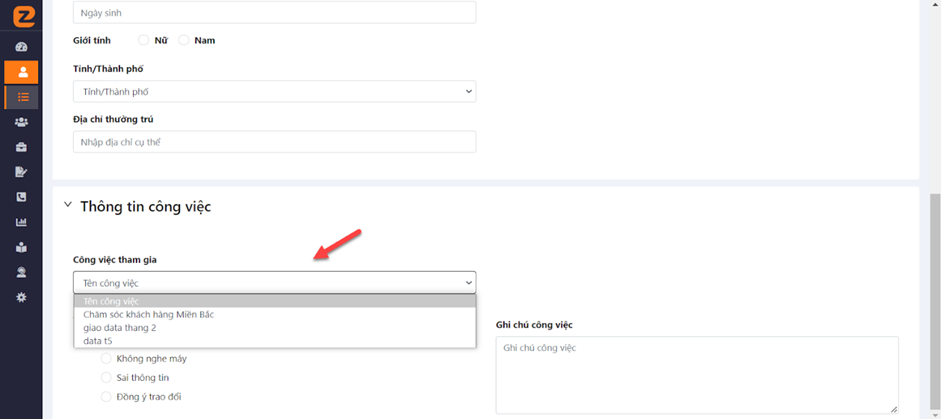 Ngày sinh
Giới tính Nữ Nam
Tỉnh/Thành phố
Tỉnh/Thành phố
Địa chỉ thường trú
Nhập địa chỉ cụ thể
Thông tin công việc
Công việc tham gia
Tên công việc
Tên công việc
Chăm sóc khách hàng Miền Bắc
giao data thang 2
data t5
Không nghe máy
Sai thông tin
Đồng ý trao đổi
Ghi chú công việc
Ghi chú công việc